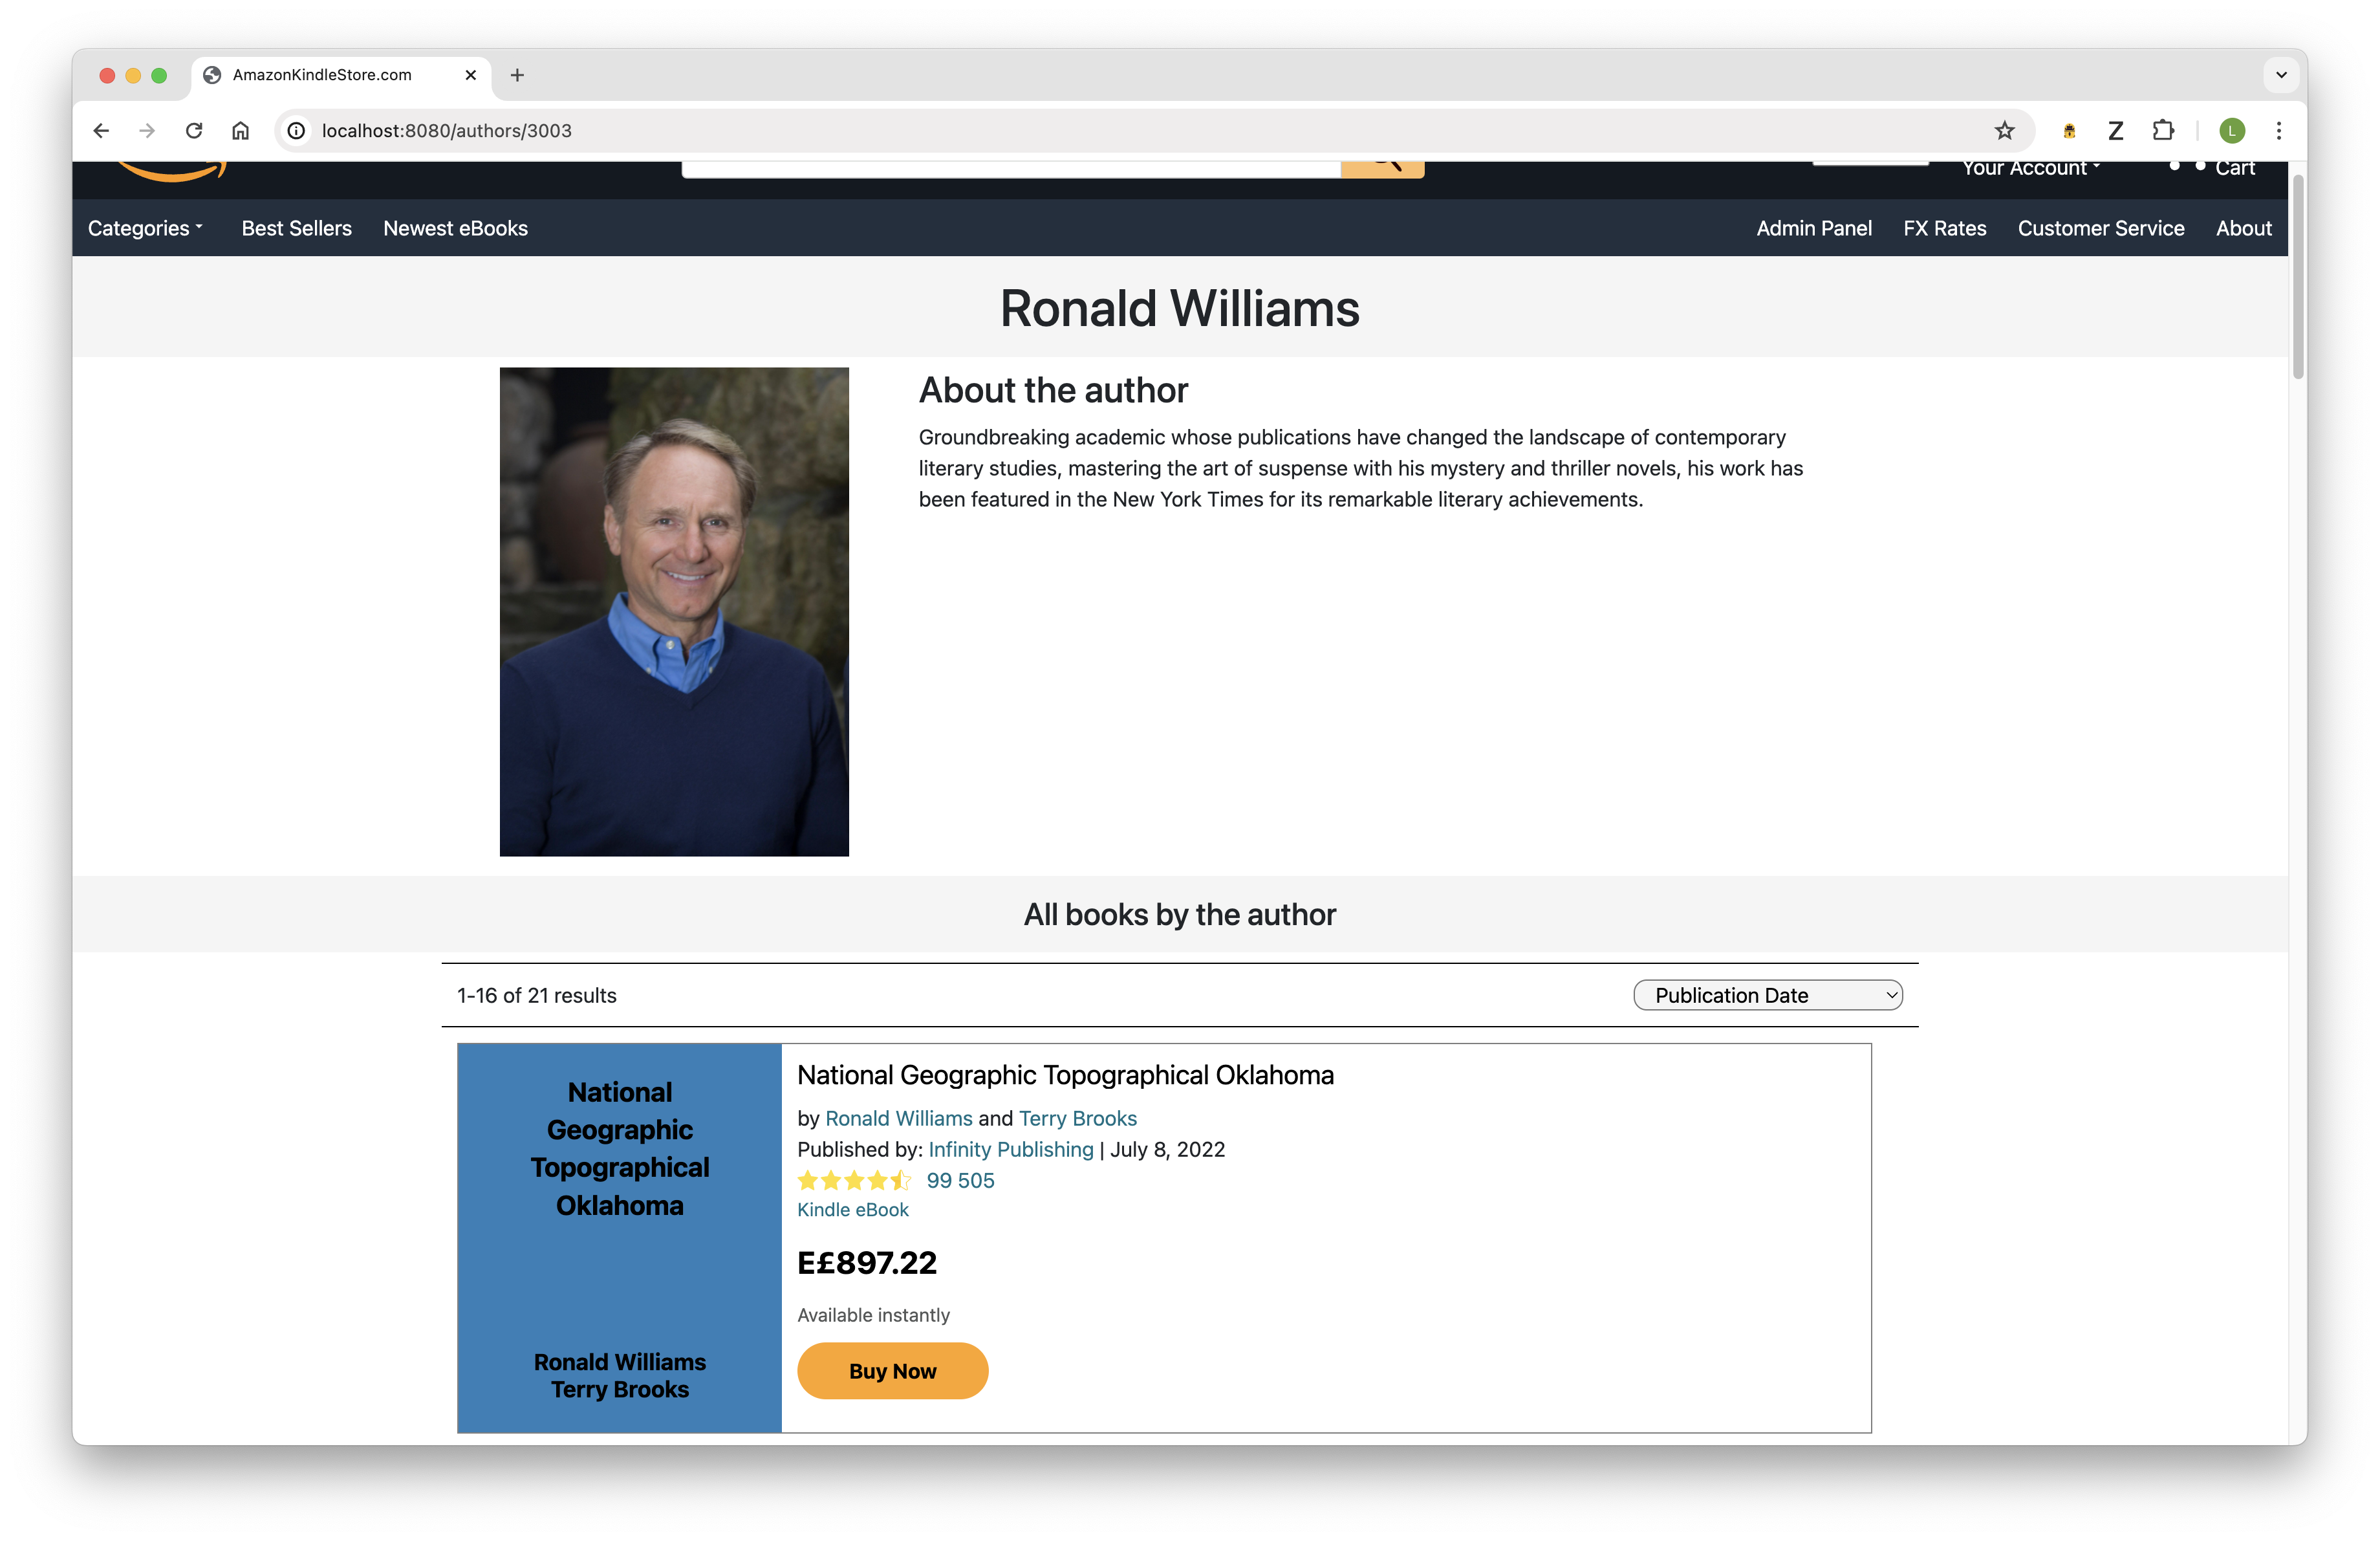 AmazonKindleStore.com
localhost:8080/authors/3003
Z
L
Your Account
Cart
Categories
Best Sellers
Newest eBooks
Admin Panel
FX Rates
Customer Service
About
Ronald Williams
About the author
Groundbreaking academic whose publications have changed the landscape of contemporary
literary studies, mastering the art of suspense with his mystery and thriller novels, his work has
been featured in the New York Times for its remarkable literary achievements.
All books by the author
1-16 of 21 results
Publication Date
National
Geographic
Topographical
Oklahoma
Ronald Williams
Terry Brooks
National Geographic Topographical Oklahoma
by Ronald Williams and Terry Brooks
Published by: Infinity Publishing | July 8, 2022
99 505
Kindle eBook
E£897.22
Available instantly
Buy Now